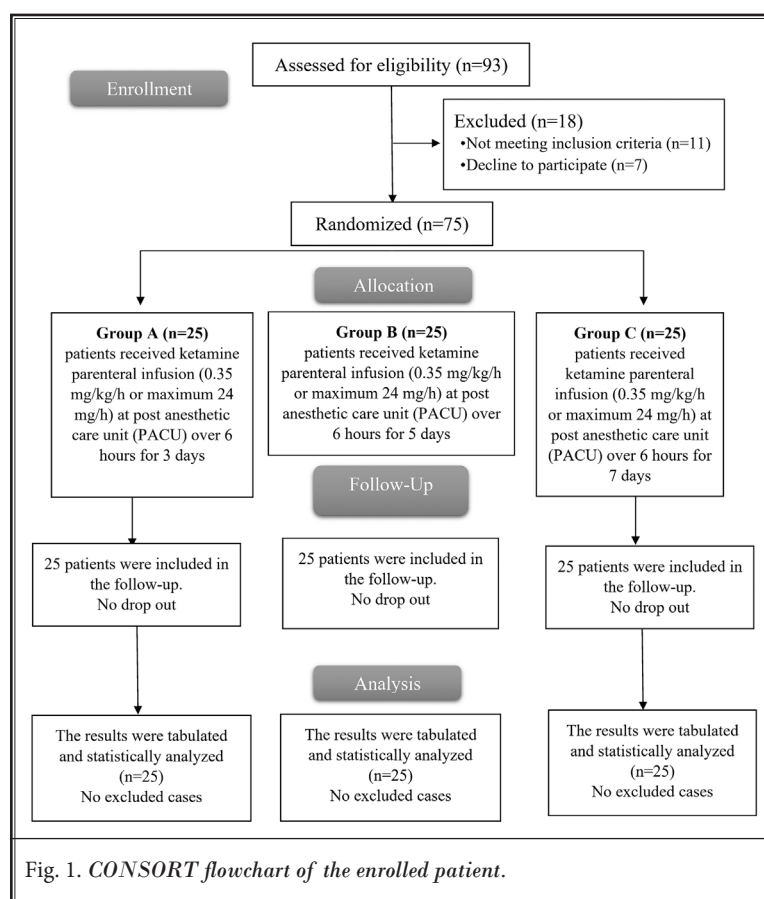 Assessed for eligibility (n=93)
Enrollment
Excluded (n=18)
•Not meeting inclusion criteria (n=11)
•Decline to participate (n=7)
Randomized (n=75)
Allocation
Group A (n=25)
patients received ketamine
parenteral infusion (0.35
mg/kg/h or maximum 24
mg/h) at post anesthetic
care unit (PACU) over 6
hours for 3 days
Group B (n=25)
patients received ketamine
parenteral infusion (0.35 mg/kg/h
or maximum 24 mg/h) at post
anesthetic care unit (PACU) over
6 hours for 5 days
Group C (n=25)
patients received
ketamine parenteral
infusion (0.35 mg/kg/h
or maximum 24 mg/h) at
post anesthetic care unit
(PACU) over 6 hours for
7 days
Follow-Up
25 patients were included in
the follow-up.
No drop out
25 patients were included in
the follow-up.
No drop out
25 patients were included in
the follow-up.
No drop out
Analysis
The results were tabulated
and statistically analyzed
(n=25)
No excluded cases
The results were tabulated
and statistically analyzed
(n=25)
No excluded cases
The results were tabulated
and statistically analyzed
(n=25)
No excluded cases
Fig. 1. CONSORT flowchart of the enrolled patient.